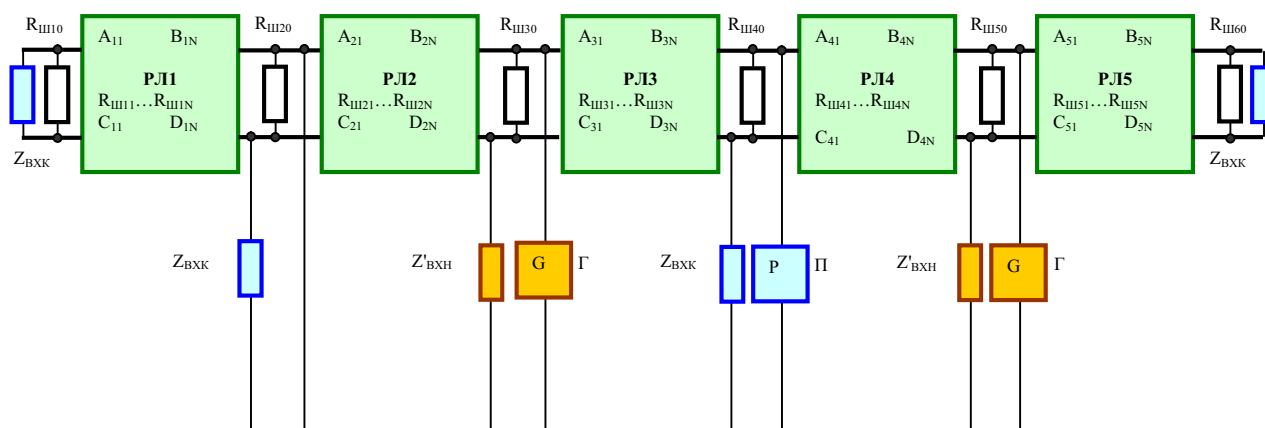 RШ10 RШ20 RШ30 RШ40 RШ50 RШ60
A11 B1N A21 B2N A31 B3N A41 B4N A51 B5N
РЛ1 РЛ2 РЛ3 РЛ4 РЛ5
RШ11…RШ1N RШ21…RШ2N RШ31…RШ3N RШ41…RШ4N RШ51…RШ5N
C11 D1N C21 D2N C31 D3N C41 D4N C51 D5N
ZВХК ZВХК
ZВХК Z'ВХН G Г ZВХК P П Z'ВХН G Г